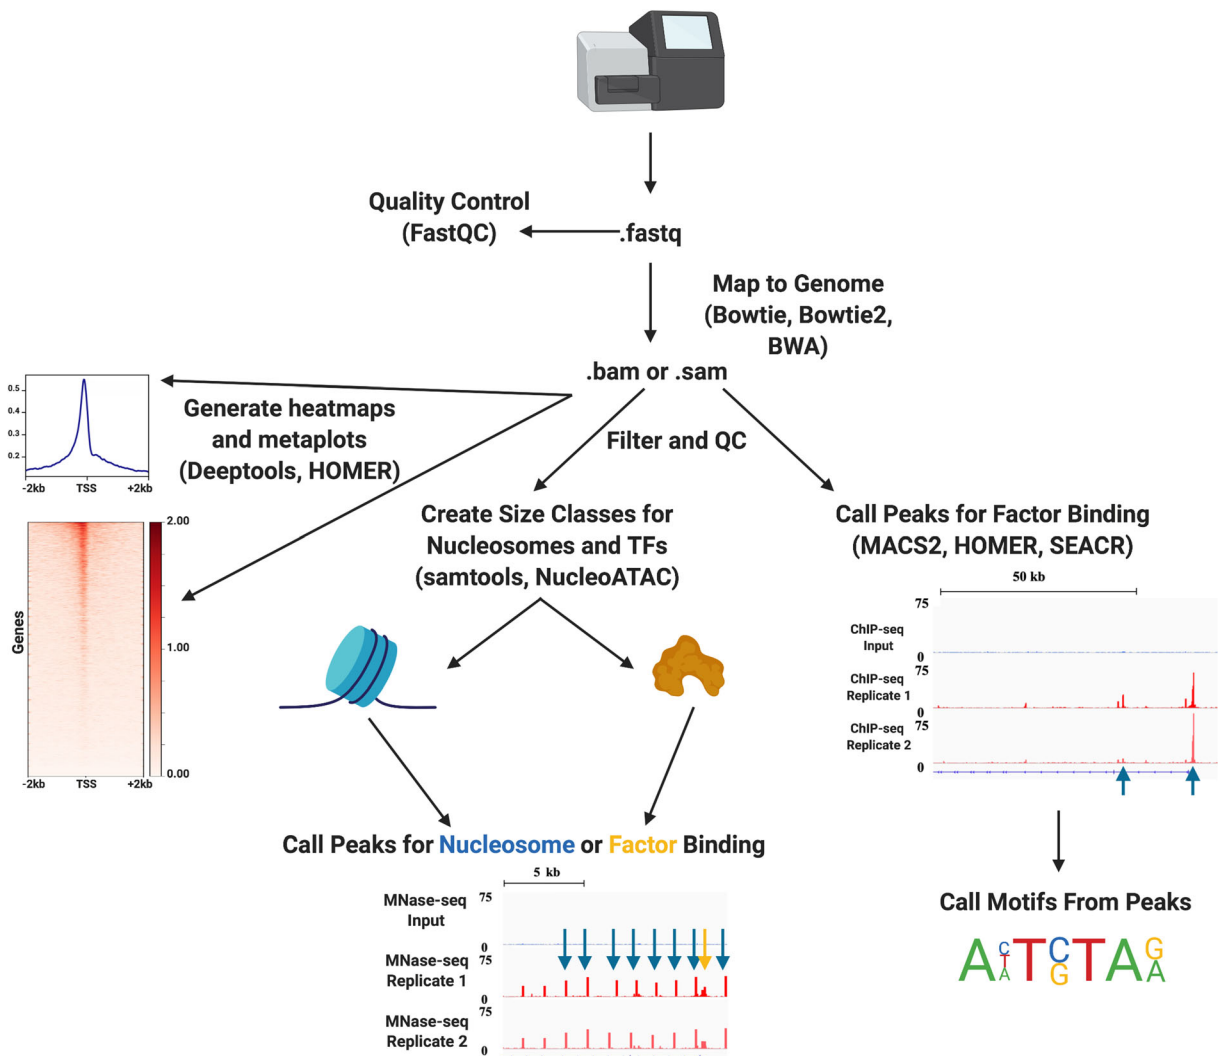 Quality Control
(FastQC)
.fastq
Map to Genome
(Bowtie, Bowtie2,
BWA)
.bam or .sam
0.5
0.4
0.3
0.2
-2kb TSS +2kb
Generate heatmaps
and metaplots
(Deeptools, HOMER)
Filter and QC
2.00
1.00
0.00
Genes
-2kb TSS +2kb
Create Size Classes for
Nucleosomes and TFs
(samtools, NucleoATAC)
Call Peaks for Factor Binding
(MACS2, HOMER, SEACR)
50 kb
75
ChIP-seq
Input
0
75
ChIP-seq
Replicate 1
0
75
ChIP-seq
Replicate 2
0
Call Peaks for Nucleosome or Factor Binding
5 kb
75
MNase-seq
Input
0
75
MNase-seq
Replicate 1
0
75
MNase-seq
Replicate 2
0
Call Motifs From Peaks
A C T A T C G T A G A